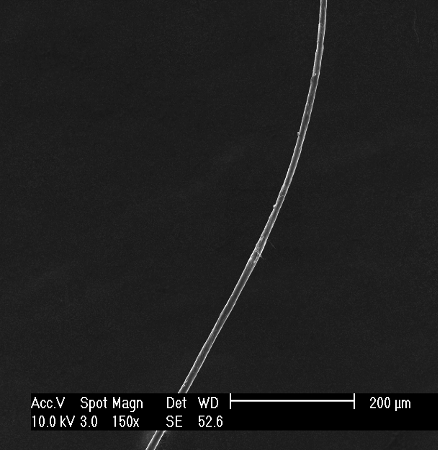 Acc.V Spot Magn Det WD 200 µm
10.0 kV 3.0 150x SE 52.6